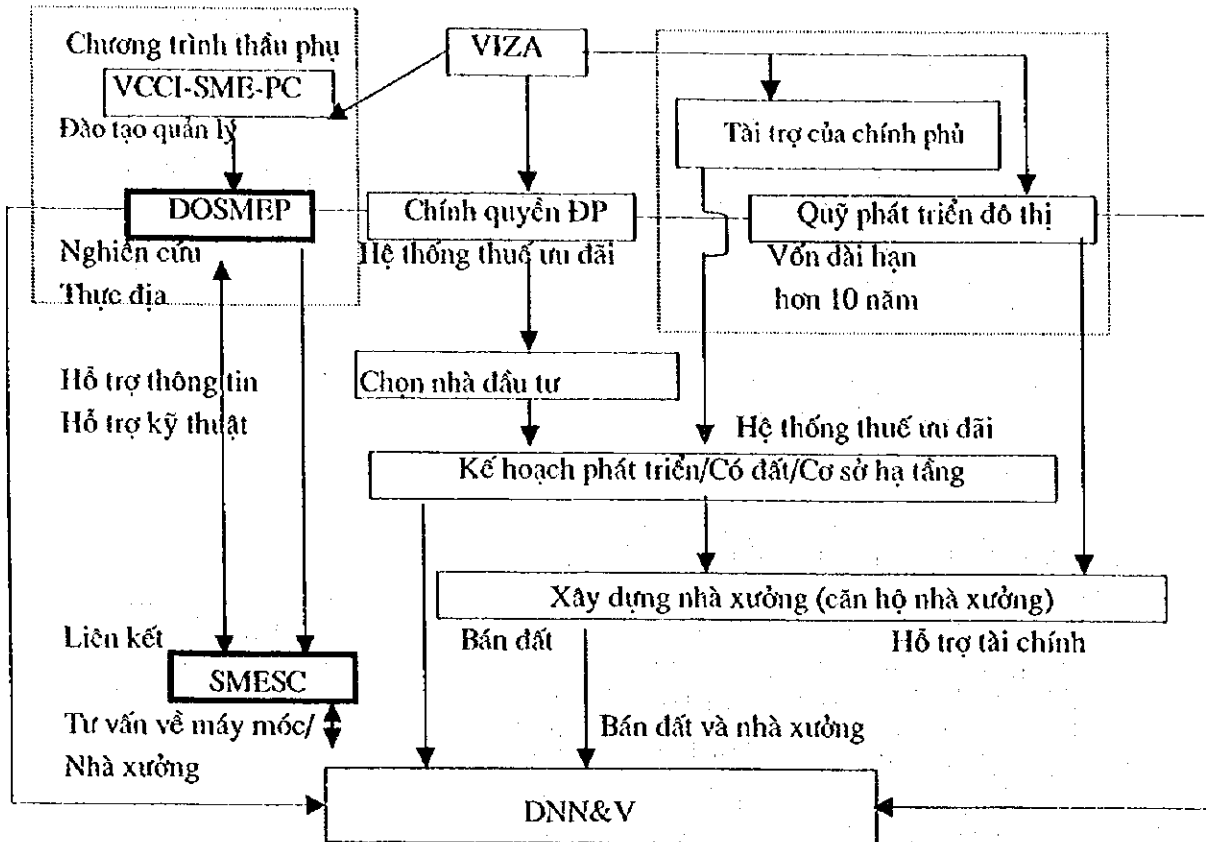 Chương trình thầu phụ
VIZA
VCCI-SME-PC
Đào tạo quản lý
Tài trợ của chính phủ
DOSMEP
Chính quyền ĐP
Quỹ phát triển đô thị
Nghiên cứu
Thực địa
Hệ thống thuế ưu đãi
Vốn dài hạn
hơn 10 năm
Hỗ trợ thông tin
Hỗ trợ kỹ thuật
Chọn nhà đầu tư
Hệ thống thuế ưu đãi
Kế hoạch phát triển/Có đất/Cơ sở hạ tầng
Xây dựng nhà xưởng (căn hộ nhà xưởng)
Liên kết
Bán đất
Hỗ trợ tài chính
SMESC
Tư vấn về máy móc/
Nhà xưởng
Bán đất và nhà xưởng
DNN&V